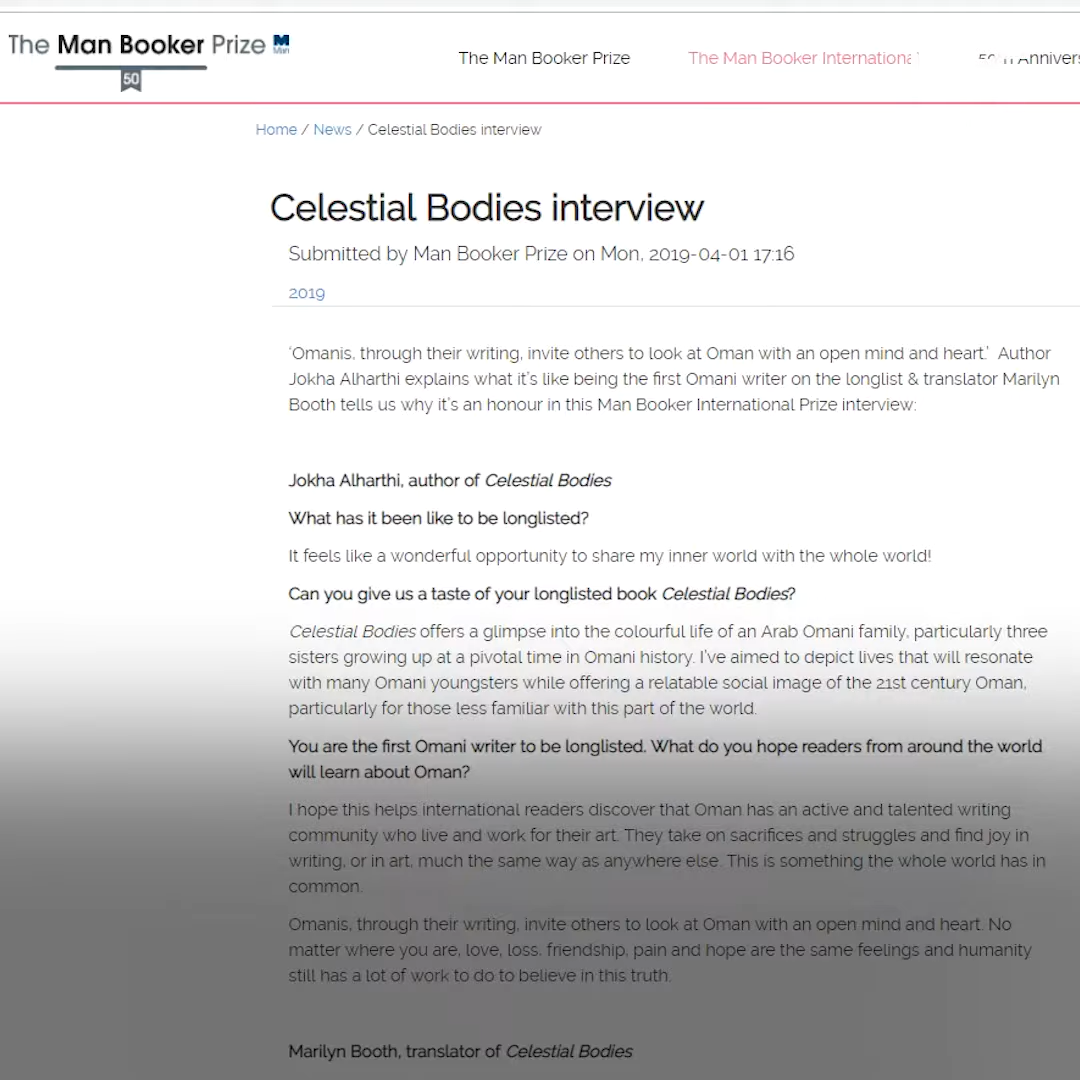 The Man Booker Prize Man
50
The Man Booker Prize
The Man Booker International
Home / News / Celestial Bodies interview
Celestial Bodies interview
Submitted by Man Booker Prize on Mon, 2019-04-01 17:16
2019
‘Omanis, through their writing, invite others to look at Oman with an open mind and heart.’ Author
Jokha Alharthi explains what it’s like being the first Omani writer on the longlist & translator Marilyn
Booth tells us why it’s an honour in this Man Booker International Prize interview:
Jokha Alharthi, author of Celestial Bodies
What has it been like to be longlisted?
It feels like a wonderful opportunity to share my inner world with the whole world!
Can you give us a taste of your longlisted book Celestial Bodies?
Celestial Bodies offers a glimpse into the colourful life of an Arab Omani family, particularly three
sisters growing up at a pivotal time in Omani history. I’ve aimed to depict lives that will resonate
with many Omani youngsters while offering a relatable social image of the 21st century Oman,
particularly for those less familiar with this part of the world.
You are the first Omani writer to be longlisted. What do you hope readers from around the world
will learn about Oman?
I hope this helps international readers discover that Oman has an active and talented writing
community who live and work for their art. They take on sacrifices and struggles and find joy in
writing, or in art, much the same way as anywhere else. This is something the whole world has in
common.
Omanis, through their writing, invite others to look at Oman with an open mind and heart. No
matter where you are, love, loss, friendship, pain and hope are the same feelings and humanity
still has a lot of work to do to believe in this truth.
Marilyn Booth, translator of Celestial Bodies